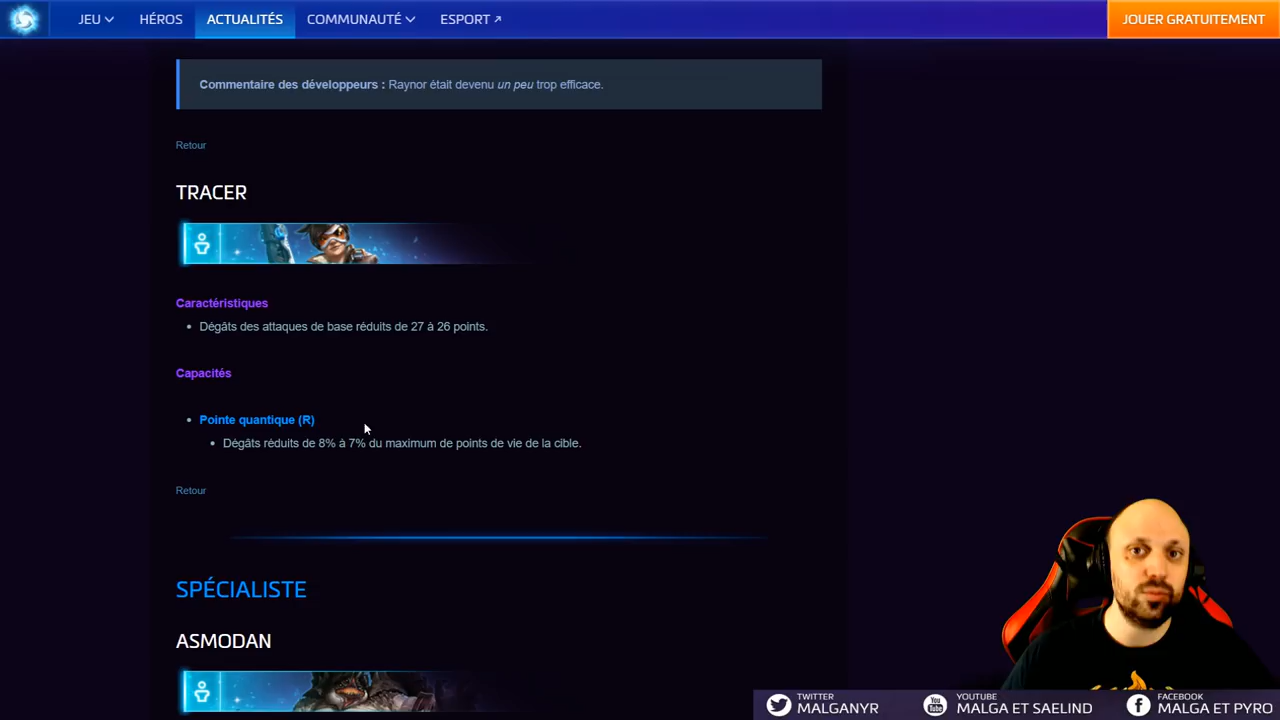 JEU HÉROS ACTUALITÉS COMMUNAUTÉ ESPORT JOUER GRATUITEMENT
Commentaire des développeurs : Raynor était devenu un peu trop efficace.
Retour
TRACER
Caractéristiques
Dégâts des attaques de base réduits de 27 à 26 points.
Capacités
Pointe quantique (R)
Dégâts réduits de 8% à 7% du maximum de points de vie de la cible.
Retour
SPÉCIALISTE
ASMODAN
TWITTER
MALGANYR
YOUTUBE
MALGA ET SAELIND
FACEBOOK
MALGA ET PYRO